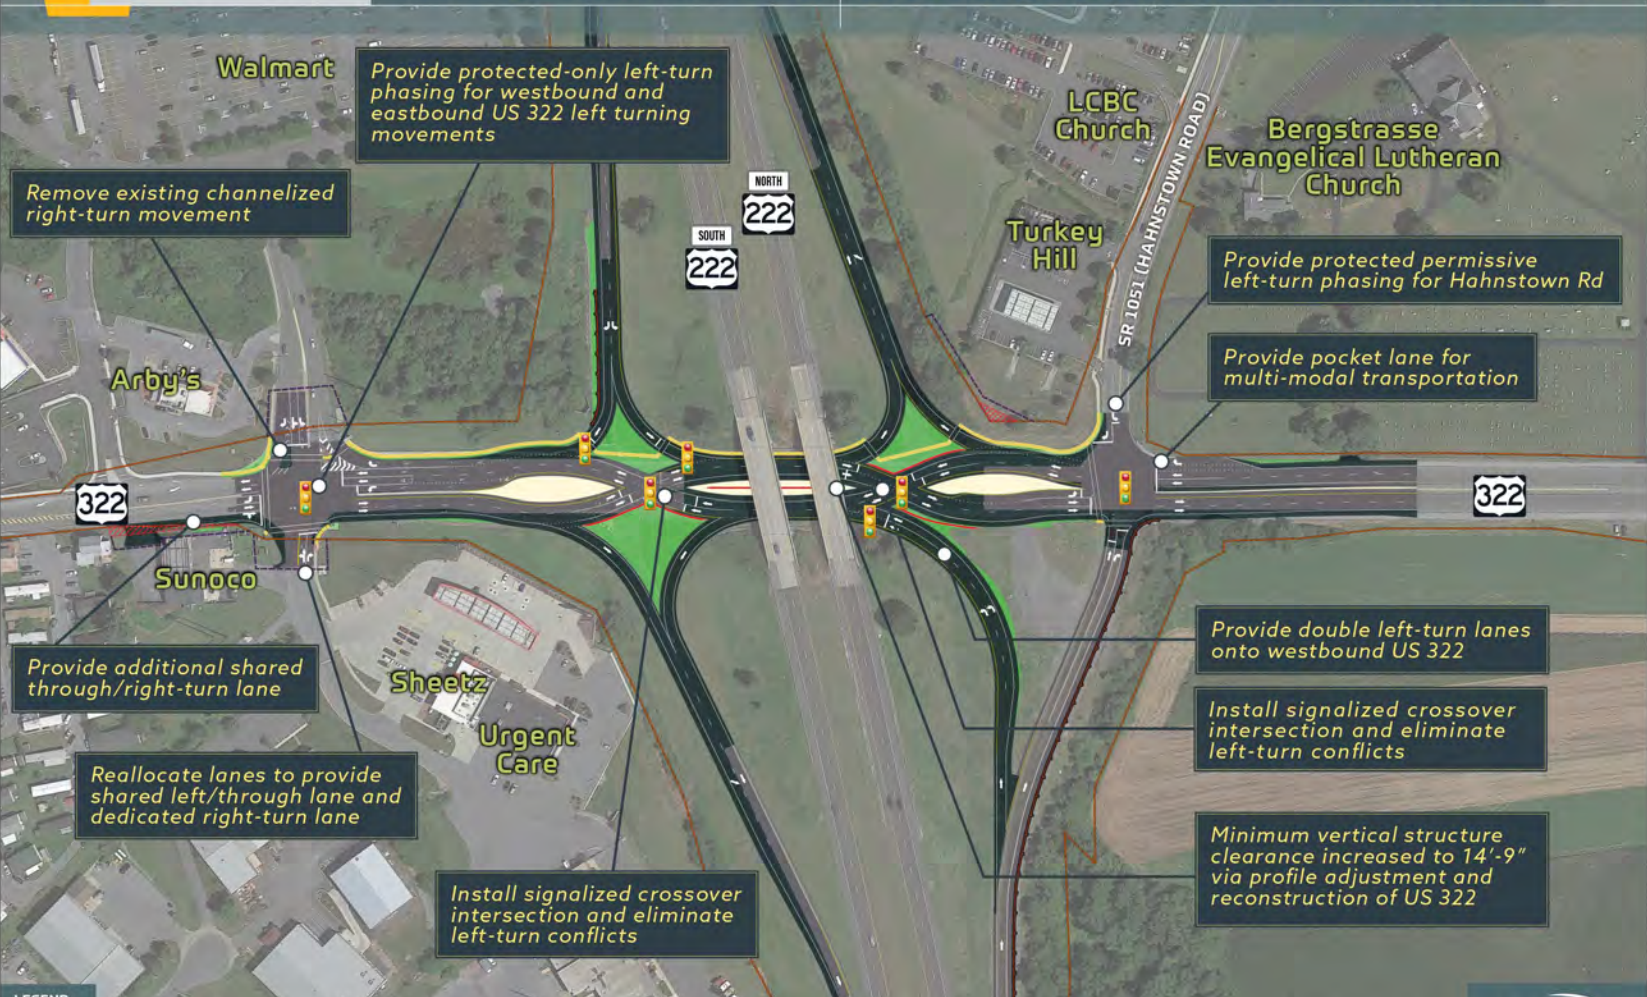 Walmart
Provide protected-only left-turn
phasing for westbound and
eastbound US 322 left turning
movements
LCBC
Church
Bergstrasse
Evangelical Lutheran
Church
Remove existing channelized
right-turn movement
NORTH
222
SOUTH
222
Turkey
Hill
SR 1051 (HAHNSTOWN ROAD)
Provide protected permissive
left-turn phasing for Hahnstown Rd
Provide pocket lane for
multi-modal transportation
Arby's
322
322
Sunoco
Provide additional shared
through/right-turn lane
Sheetz
Urgent
Care
Provide double left-turn lanes
onto westbound US 322
Install signalized crossover
intersection and eliminate
left-turn conflicts
Reallocate lanes to provide
shared left/through lane and
dedicated right-turn lane
Minimum vertical structure
clearance increased to 14'-9"
via profile adjustment and
reconstruction of US 322
Install signalized crossover
intersection and eliminate
left-turn conflicts
LEGEND